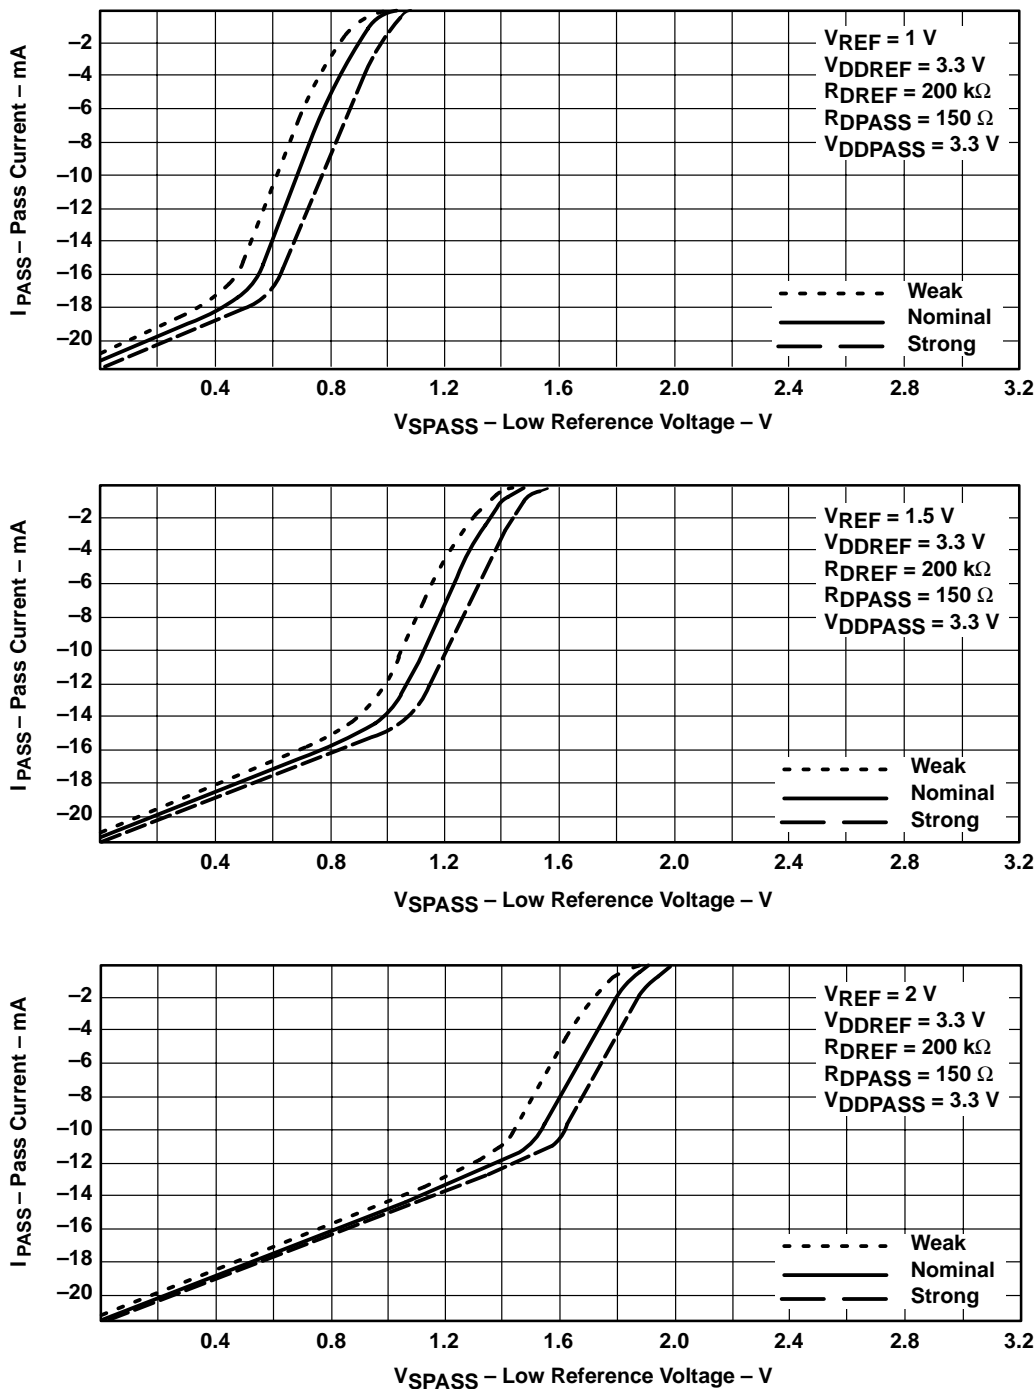 IPASS – Pass Current – mA
–2
–4
–6
–8
–10
–12
–14
–16
–18
–20
VREF = 1 V
VDDREF = 3.3 V
RDREF = 200 kΩ
RDPASS = 150 Ω
VDDPASS = 3.3 V
Weak
Nominal
Strong
0.4 0.8 1.2 1.6 2.0 2.4 2.8 3.2
VSPASS – Low Reference Voltage – V
IPASS – Pass Current – mA
–2
–4
–6
–8
–10
–12
–14
–16
–18
–20
VREF = 1.5 V
VDDREF = 3.3 V
RDREF = 200 kΩ
RDPASS = 150 Ω
VDDPASS = 3.3 V
Weak
Nominal
Strong
0.4 0.8 1.2 1.6 2.0 2.4 2.8 3.2
VSPASS – Low Reference Voltage – V
IPASS – Pass Current – mA
–2
–4
–6
–8
–10
–12
–14
–16
–18
–20
VREF = 2 V
VDDREF = 3.3 V
RDREF = 200 kΩ
RDPASS = 150 Ω
VDDPASS = 3.3 V
Weak
Nominal
Strong
0.4 0.8 1.2 1.6 2.0 2.4 2.8 3.2
VSPASS – Low Reference Voltage – V